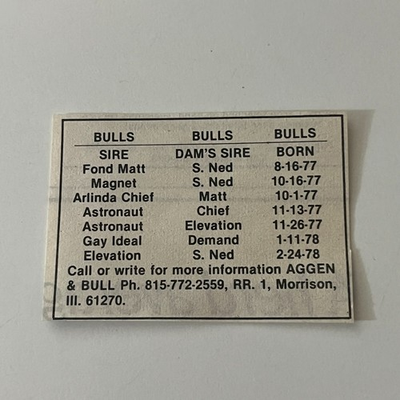 BULLS BULLS BULLS
SIRE DAM'S SIRE BORN
Fond Matt S. Ned 8-16-77
Magnet S. Ned 10-16-77
Arlinda Chief Matt 10-1-77
Astronaut Chief 11-13-77
Astronaut Elevation 11-26-77
Gay Ideal Demand 1-11-78
Elevation S. Ned 2-24-78
Call or write for more information AGGEN
& BULL Ph. 815-772-2559, RR. 1, Morrison,
Ill. 61270.